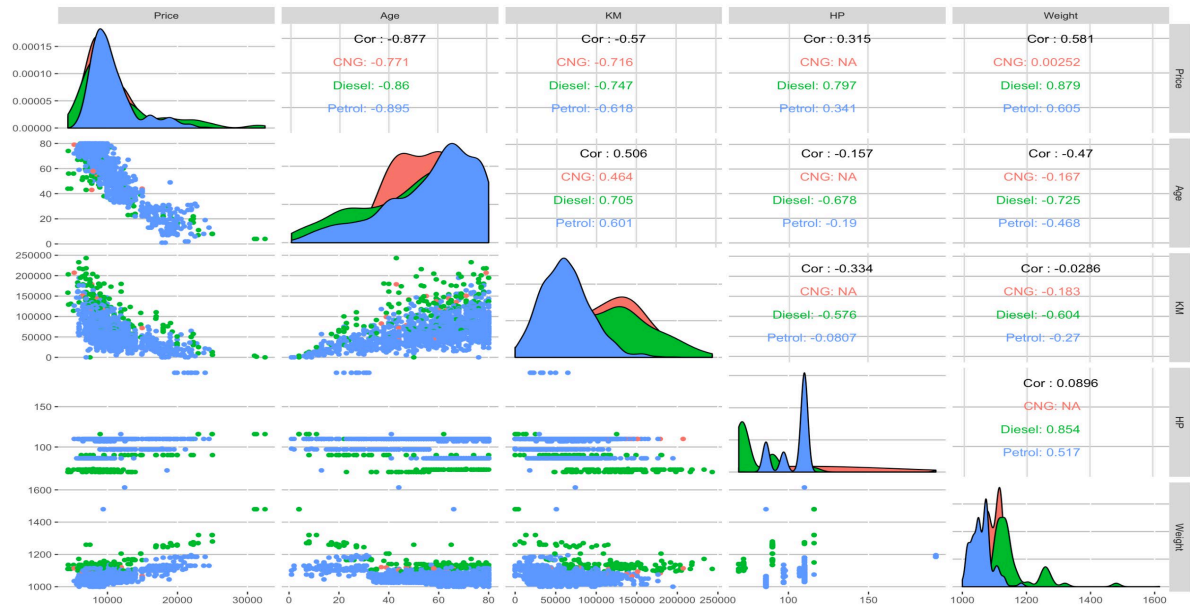 Price Age KM HP Weight
0.00015
0.00010
0.00005
0.00000
Cor : -0.877
CNG: -0.771
Diesel: -0.86
Petrol: -0.895
Cor : -0.57
CNG: -0.716
Diesel: -0.747
Petrol: -0.618
Cor : 0.315
CNG: NA
Diesel: 0.797
Petrol: 0.341
Cor : 0.581
CNG: 0.00252
Diesel: 0.879
Petrol: 0.605
Price
80
60
40
20
0
Cor : 0.506
CNG: 0.464
Diesel: 0.705
Petrol: 0.601
Cor : -0.157
CNG: NA
Diesel: -0.678
Petrol: -0.19
Cor : -0.47
CNG: -0.167
Diesel: -0.725
Petrol: -0.468
Age
250000
200000
150000
100000
50000
0
Cor : -0.334
CNG: NA
Diesel: -0.576
Petrol: -0.0807
Cor : -0.0286
CNG: -0.183
Diesel: -0.604
Petrol: -0.27
KM
150
100
Cor : 0.0896
CNG: NA
Diesel: 0.854
Petrol: 0.517
HP
1600
1400
1200
1000
Weight
10000 20000 30000 0 20 40 60 80 0 50000 100000 150000 200000 250000 100 150 1000 1200 1400 1600